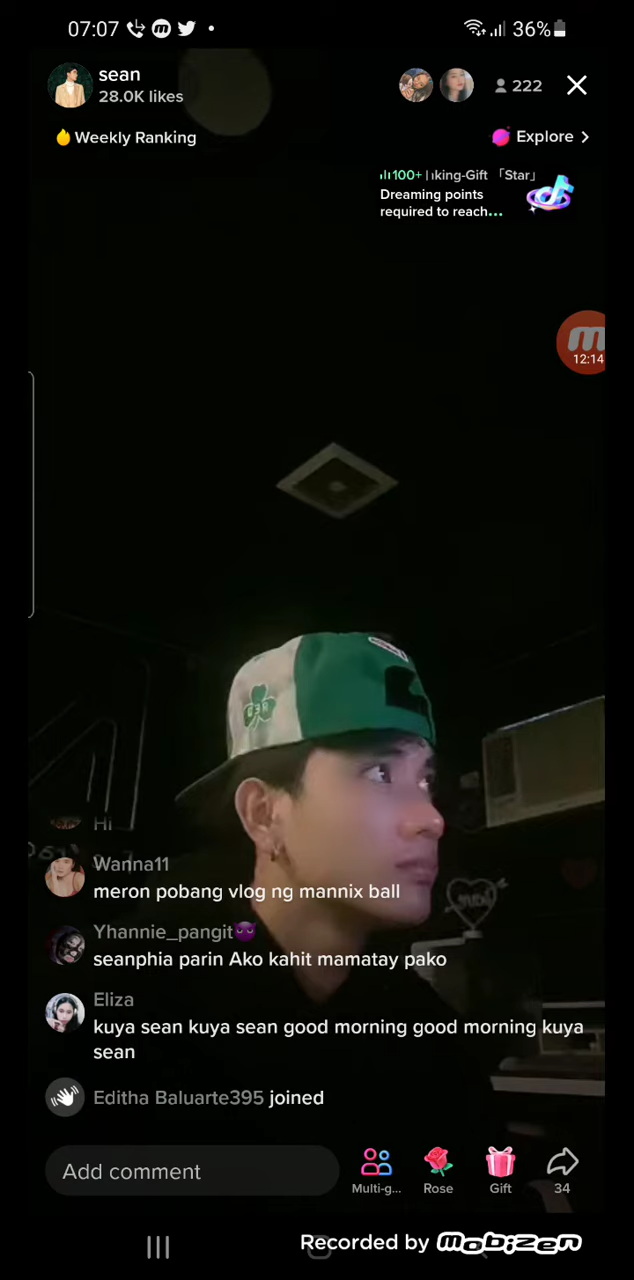 07:07
36%
sean
28.0K likes
222
Weekly Ranking
Explore
100+
king-Gift 「Star」
Dreaming points
required to reach...
12:14
Hi
Wanna11
meron pobang vlog ng mannix ball
Yhannie_pangit😈
seanphia parin Ako kahit mamatay pako
Eliza
kuya sean kuya sean good morning good morning kuya
sean
Editha Baluarte395 joined
Add comment
Multi-g...
Rose
Gift
34
Recorded by mobizen